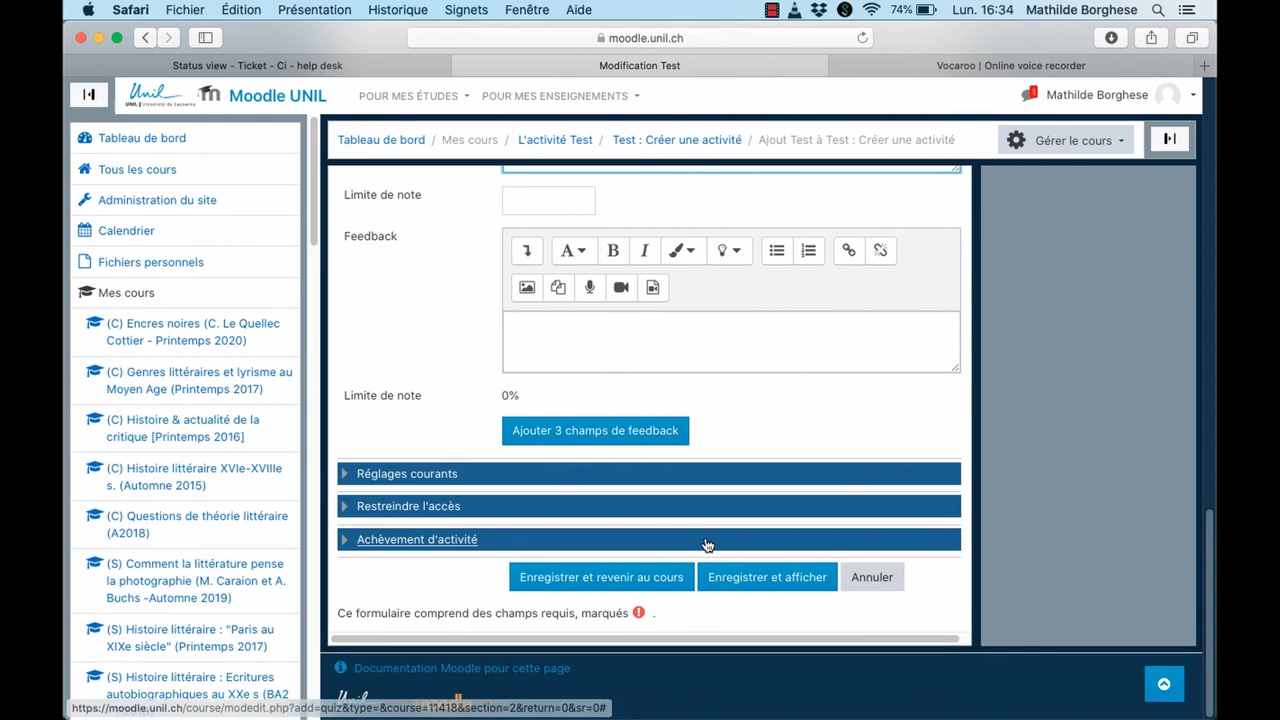 Safari Fichier Édition Présentation Historique Signets Fenêtre Aide 74% Lun. 16:34 Mathilde Borghese
moodle.unil.ch
Status view - Ticket - Ci - help desk Modification Test Vocaroo | Online voice recorder
Unil
UNIL | Université de Lausanne
Moodle UNIL POUR MES ÉTUDES POUR MES ENSEIGNEMENTS 1 Mathilde Borghese
Tableau de bord / Mes cours / L'activité Test / Test : Créer une activité / Ajout Test à Test : Créer une activité Gérer le cours
Tableau de bord
Tous les cours
Administration du site
Calendrier
Fichiers personnels
Mes cours
(C) Encres noires (C. Le Quellec
Cottier - Printemps 2020)
(C) Genres littéraires et lyrisme au
Moyen Age (Printemps 2017)
(C) Histoire & actualité de la
critique [Printemps 2016]
(C) Histoire littéraire XVIe-XVIIIe
s. (Automne 2015)
(C) Questions de théorie littéraire
(A2018)
(S) Comment la littérature pense
la photographie (M. Caraion et A.
Buchs -Automne 2019)
(S) Histoire littéraire : "Paris au
XIXe siècle" (Printemps 2017)
(S) Histoire littéraire : Ecritures
autobiographiques au XXe s (BA2
Limite de note
Feedback
A B I
Limite de note 0%
Ajouter 3 champs de feedback
Réglages courants
Restreindre l'accès
Achèvement d'activité
Enregistrer et revenir au cours Enregistrer et afficher Annuler
Ce formulaire comprend des champs requis, marqués .
Documentation Moodle pour cette page
https://moodle.unil.ch/course/modedit.php?add=quiz&type=&course=11418&section=2&return=0&sr=0#